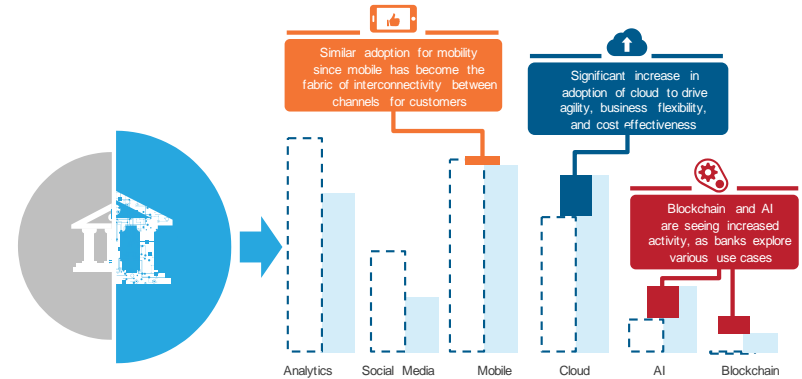 Similar adoption for mobility
since mobile has become the
fabric of interconnectivity between
channels for customers
Significant increase in
adoption of cloud to drive
agility, business flexibility,
and cost effectiveness
Blockchain and AI
are seeing increased
activity, as banks explore
various use cases
Analytics Social Media Mobile Cloud AI Blockchain